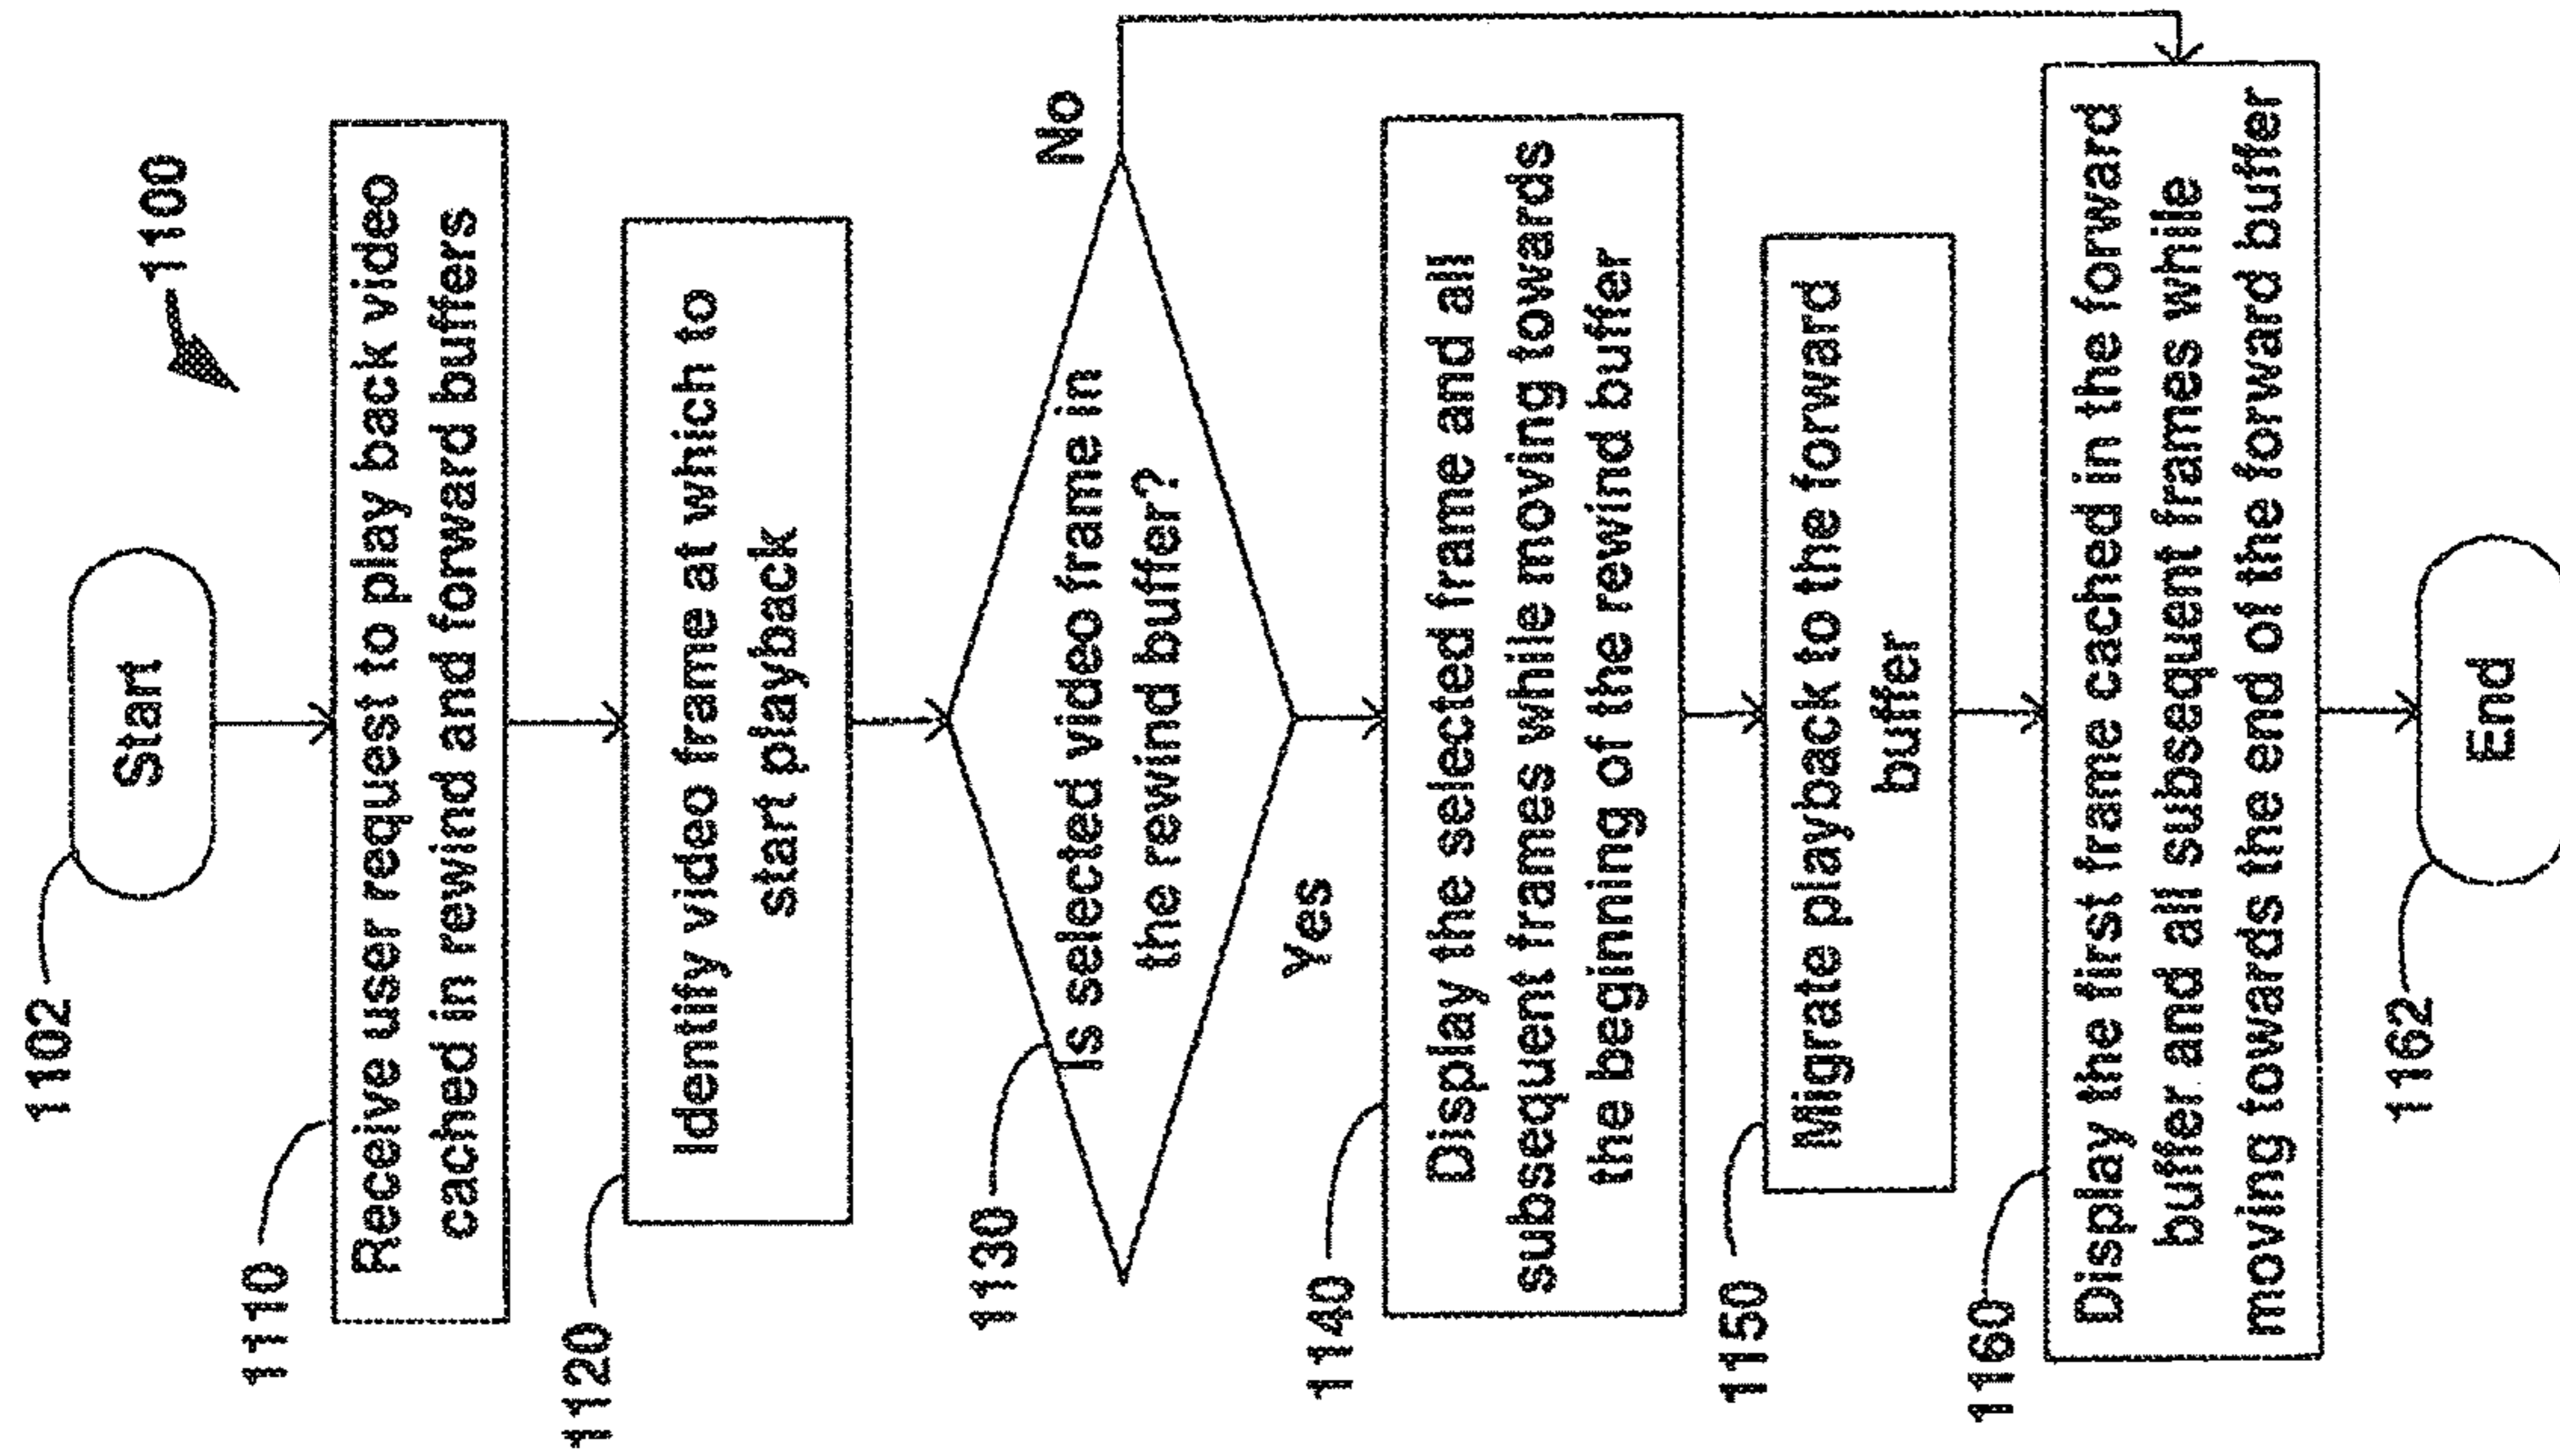 1100
1102
Start
1110
Receive user request to play back video
cached in rewind and forward buffers
1120
Identify video frame at which to
start playback
1130
Is selected video frame in
the rewind buffer?
No
Yes
1140
Display the selected frame and all
subsequent frames while moving towards
the beginning of the rewind buffer
1150
Migrate playback to the forward
buffer
1160
Display the first frame cached in the forward
buffer and all subsequent frames while
moving towards the end of the forward buffer
1162
End